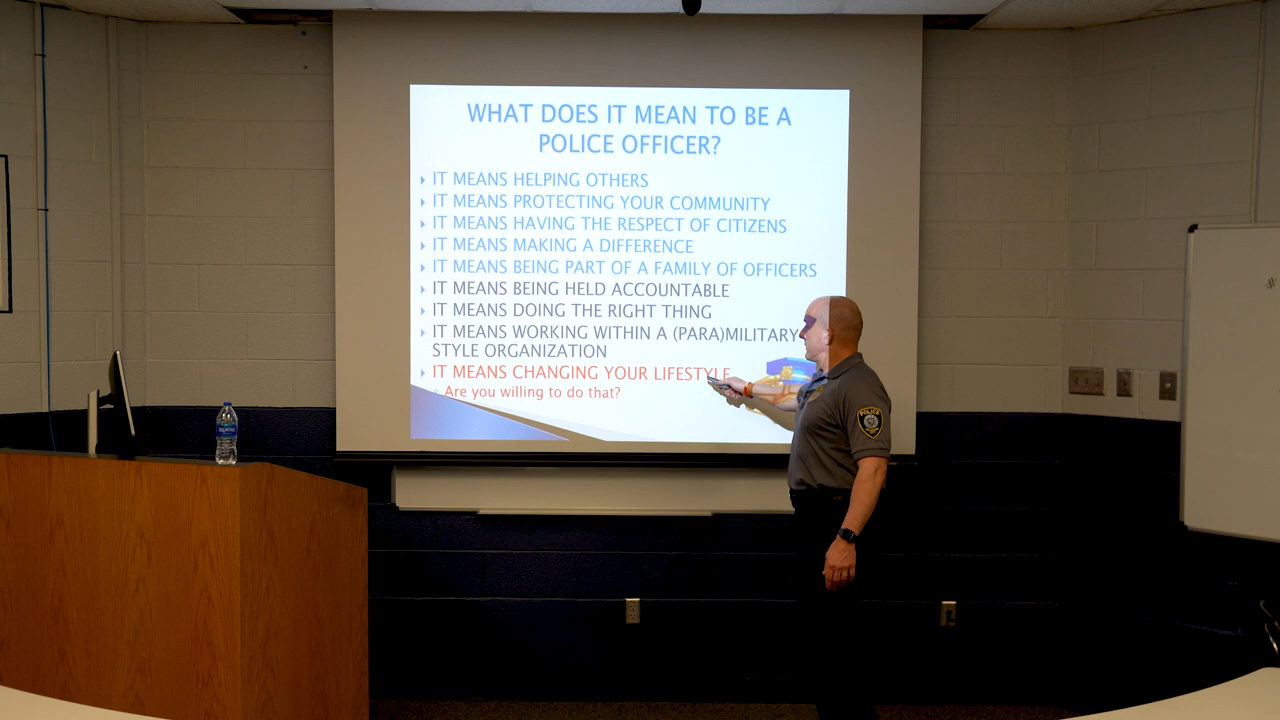 WHAT DOES IT MEAN TO BE A
POLICE OFFICER?
IT MEANS HELPING OTHERS
IT MEANS PROTECTING YOUR COMMUNITY
IT MEANS HAVING THE RESPECT OF CITIZENS
IT MEANS MAKING A DIFFERENCE
IT MEANS BEING PART OF A FAMILY OF OFFICERS
IT MEANS BEING HELD ACCOUNTABLE
IT MEANS DOING THE RIGHT THING
IT MEANS WORKING WITHIN A (PARA)MILITARY
STYLE ORGANIZATION
IT MEANS CHANGING YOUR LIFESTYLE
Are you willing to do that?
POLICE